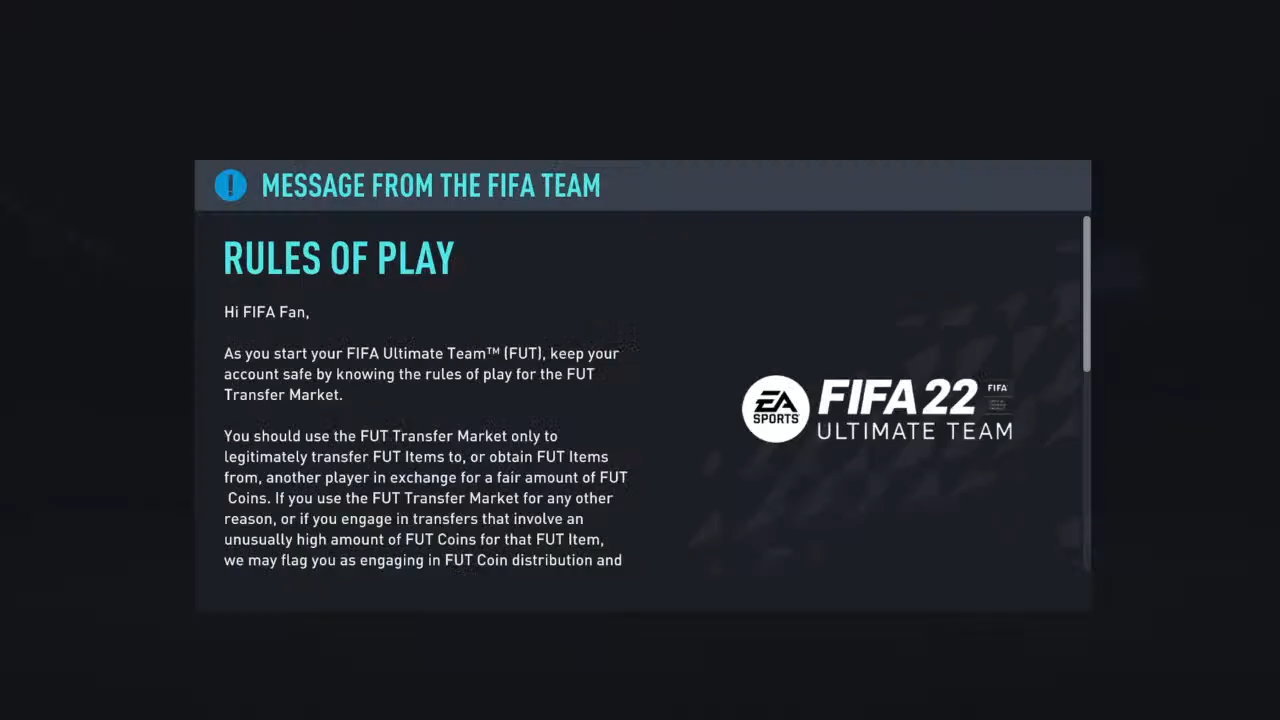 MESSAGE FROM THE FIFA TEAM
RULES OF PLAY
Hi FIFA Fan,
As you start your FIFA Ultimate Team™ (FUT), keep your
account safe by knowing the rules of play for the FUT
Transfer Market.
You should use the FUT Transfer Market only to
legitimately transfer FUT Items to, or obtain FUT Items
from, another player in exchange for a fair amount of FUT
Coins. If you use the FUT Transfer Market for any other
reason, or if you engage in transfers that involve an
unusually high amount of FUT Coins for that FUT Item,
we may flag you as engaging in FUT Coin distribution and
EA
SPORTS
FIFA 22
FIFA
ULTIMATE TEAM